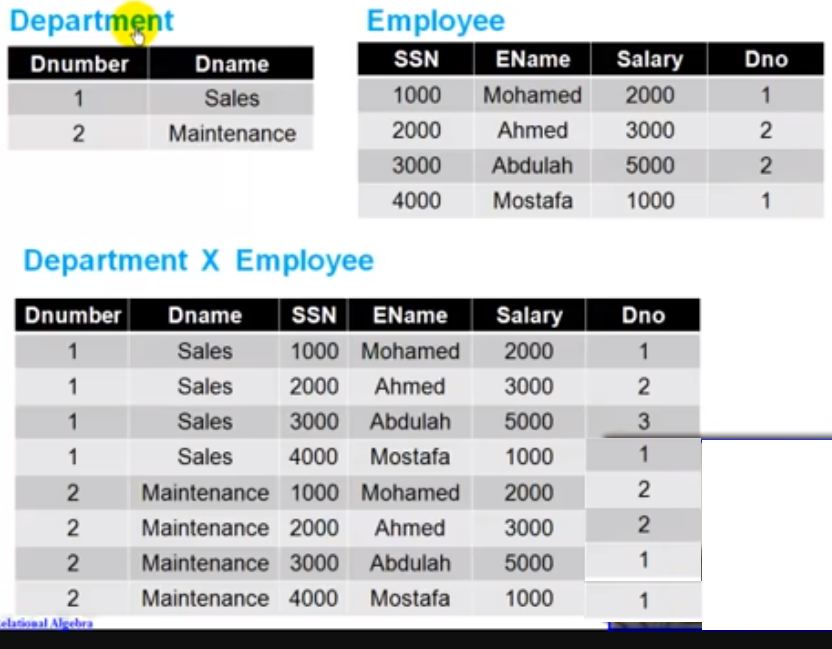 Department
Dnumber Dname
1 Sales
2 Maintenance
Employee
SSN EName Salary Dno
1000 Mohamed 2000 1
2000 Ahmed 3000 2
3000 Abdulah 5000 2
4000 Mostafa 1000 1
Department X Employee
Dnumber Dname SSN EName Salary Dno
1 Sales 1000 Mohamed 2000 1
1 Sales 2000 Ahmed 3000 2
1 Sales 3000 Abdulah 5000 3
1 Sales 4000 Mostafa 1000 1
2 Maintenance 1000 Mohamed 2000 2
2 Maintenance 2000 Ahmed 3000 2
2 Maintenance 3000 Abdulah 5000 1
2 Maintenance 4000 Mostafa 1000 1
elational Algebra